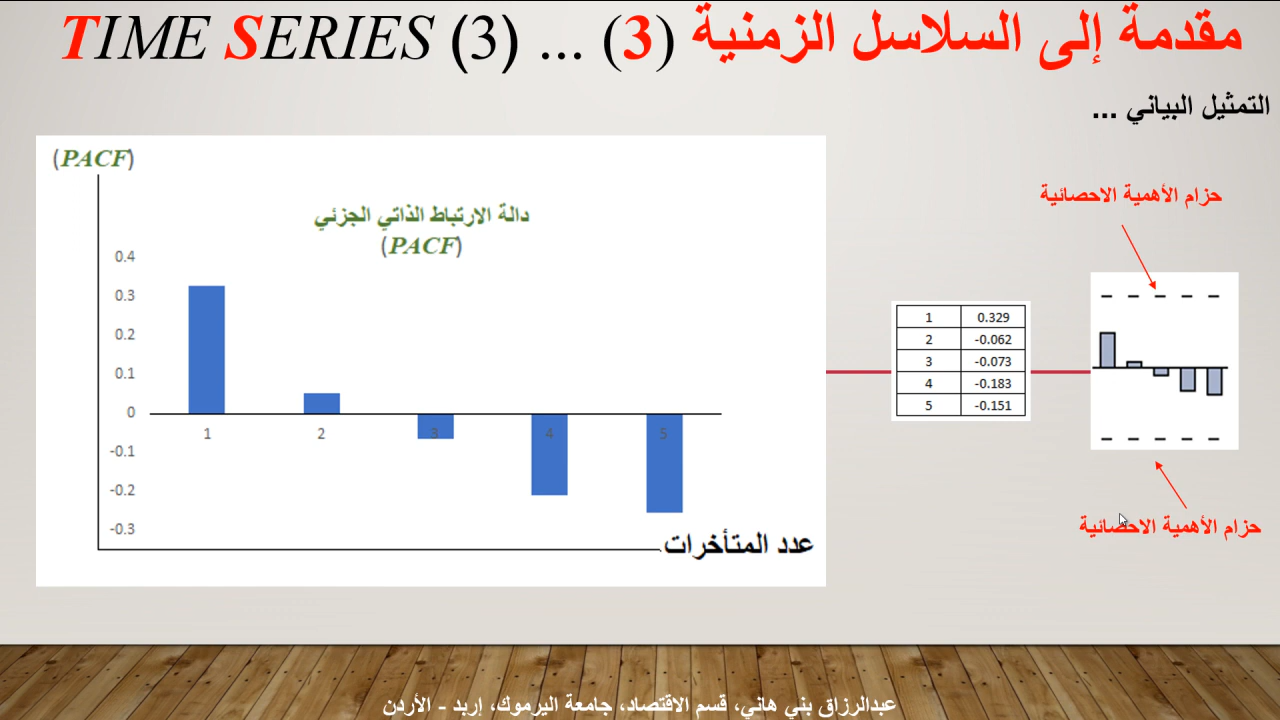 مقدمة إلى السلاسل الزمنية (3) ... TIME SERIES (3)
التمثيل البياني ...
(PACF)
دالة الارتباط الذاتي الجزئي
(PACF)
0.4
0.3
0.2
0.1
0
-0.1
-0.2
-0.3
1 2 3 4 5
عدد المتأخرات
1 0.329
2 -0.062
3 -0.073
4 -0.183
5 -0.151
حزام الأهمية الاحصائية
حزام الأهمية الاحصائية
عبدالرزاق بني هاني، قسم الاقتصاد، جامعة اليرموك، إربد - الأردن